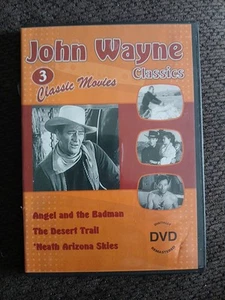 John Wayne
Classics
3
Classic Movies
Angel and the Badman
The Desert Trail
'Neath Arizona Skies
DVD